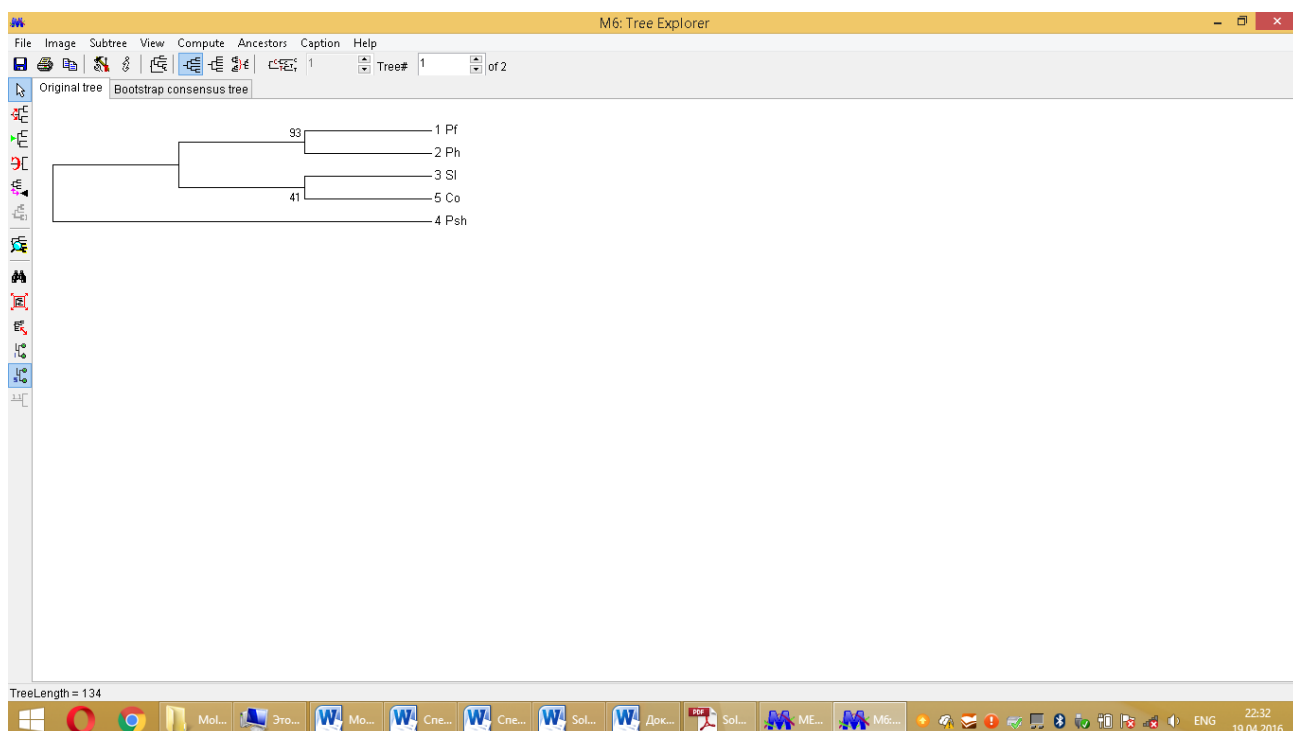 M6: Tree Explorer
File Image Subtree View Compute Ancestors Caption Help
1 Tree# 1 of 2
Original tree Bootstrap consensus tree
93
1 Pf
2 Ph
3 Sl
41
5 Co
4 Psh
TreeLength = 134
Mol... Это... Mo... Спе... Спе... Sol... Док... Sol... ME... M6:... ENG 22:32
19.04.2016